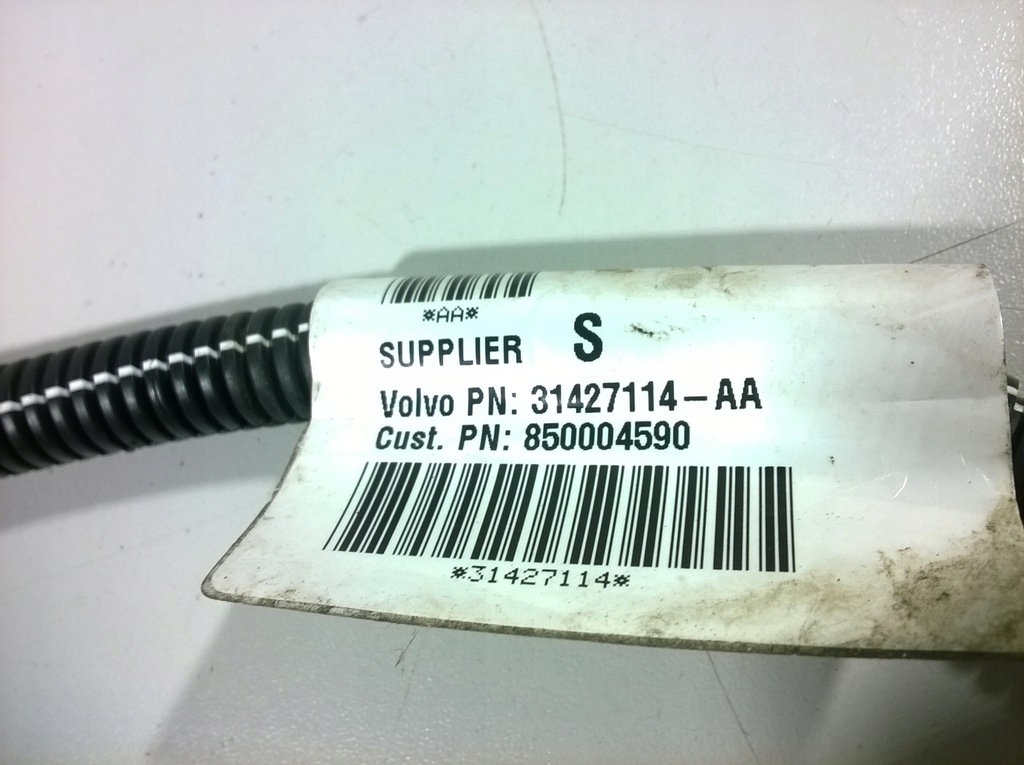 *AA*
SUPPLIER S
Volvo PN: 31427114-AA
Cust. PN: 850004590
*31427114*